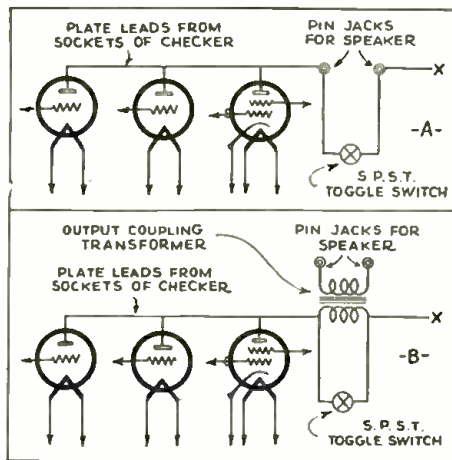 PLATE LEADS FROM
SOCKETS OF CHECKER
PIN JACKS
FOR SPEAKER
X
-A-
S.P.S.T.
TOGGLE SWITCH
OUTPUT COUPLING
TRANSFORMER
PIN JACKS FOR
SPEAKER
PLATE LEADS FROM
SOCKETS OF CHECKER
X
-B-
S.P.S.T.
TOGGLE SWITCH